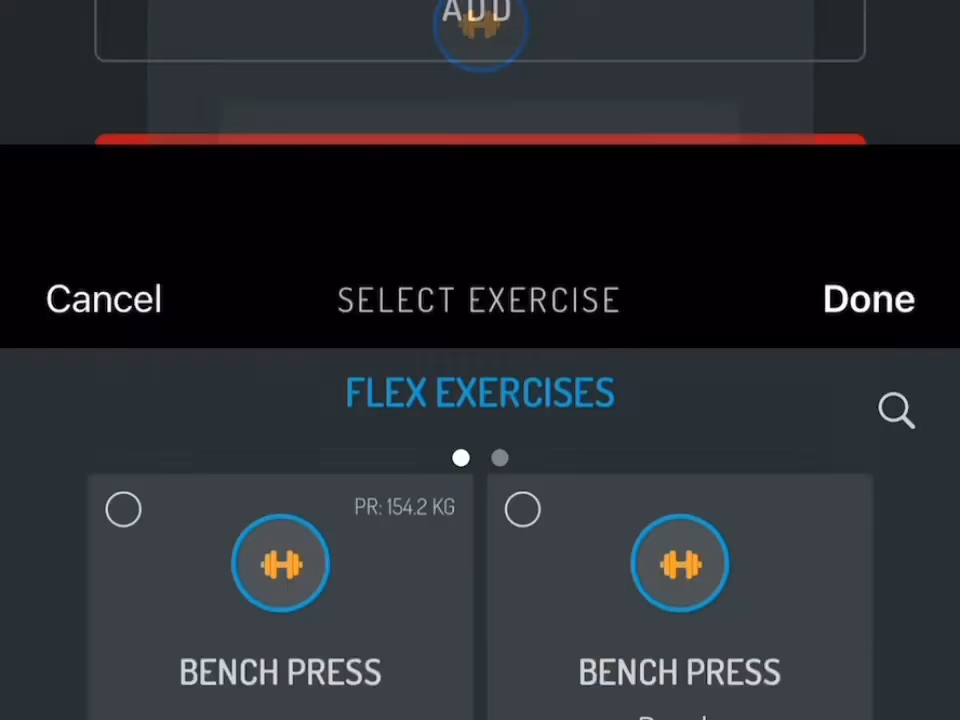 ADD
Cancel
SELECT EXERCISE
Done
FLEX EXERCISES
PR: 154.2 KG
BENCH PRESS
BENCH PRESS